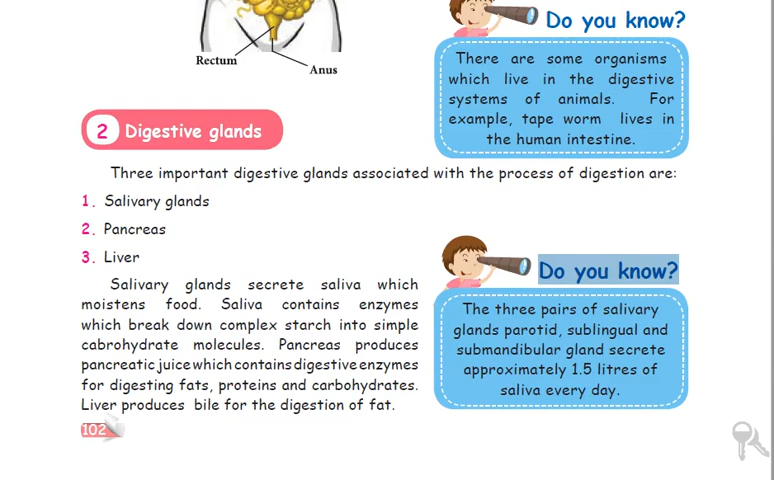 Rectum
Anus
Do you know?
There are some organisms
which live in the digestive
systems of animals. For
example, tape worm lives in
the human intestine.
2 Digestive glands
Three important digestive glands associated with the process of digestion are:
1. Salivary glands
2. Pancreas
3. Liver
Salivary glands secrete saliva which
moistens food. Saliva contains enzymes
which break down complex starch into simple
cabrohydrate molecules. Pancreas produces
pancreatic juice which contains digestive enzymes
for digesting fats, proteins and carbohydrates.
Liver produces bile for the digestion of fat.
Do you know?
The three pairs of salivary
glands parotid, sublingual and
submandibular gland secrete
approximately 1.5 litres of
saliva every day.
102